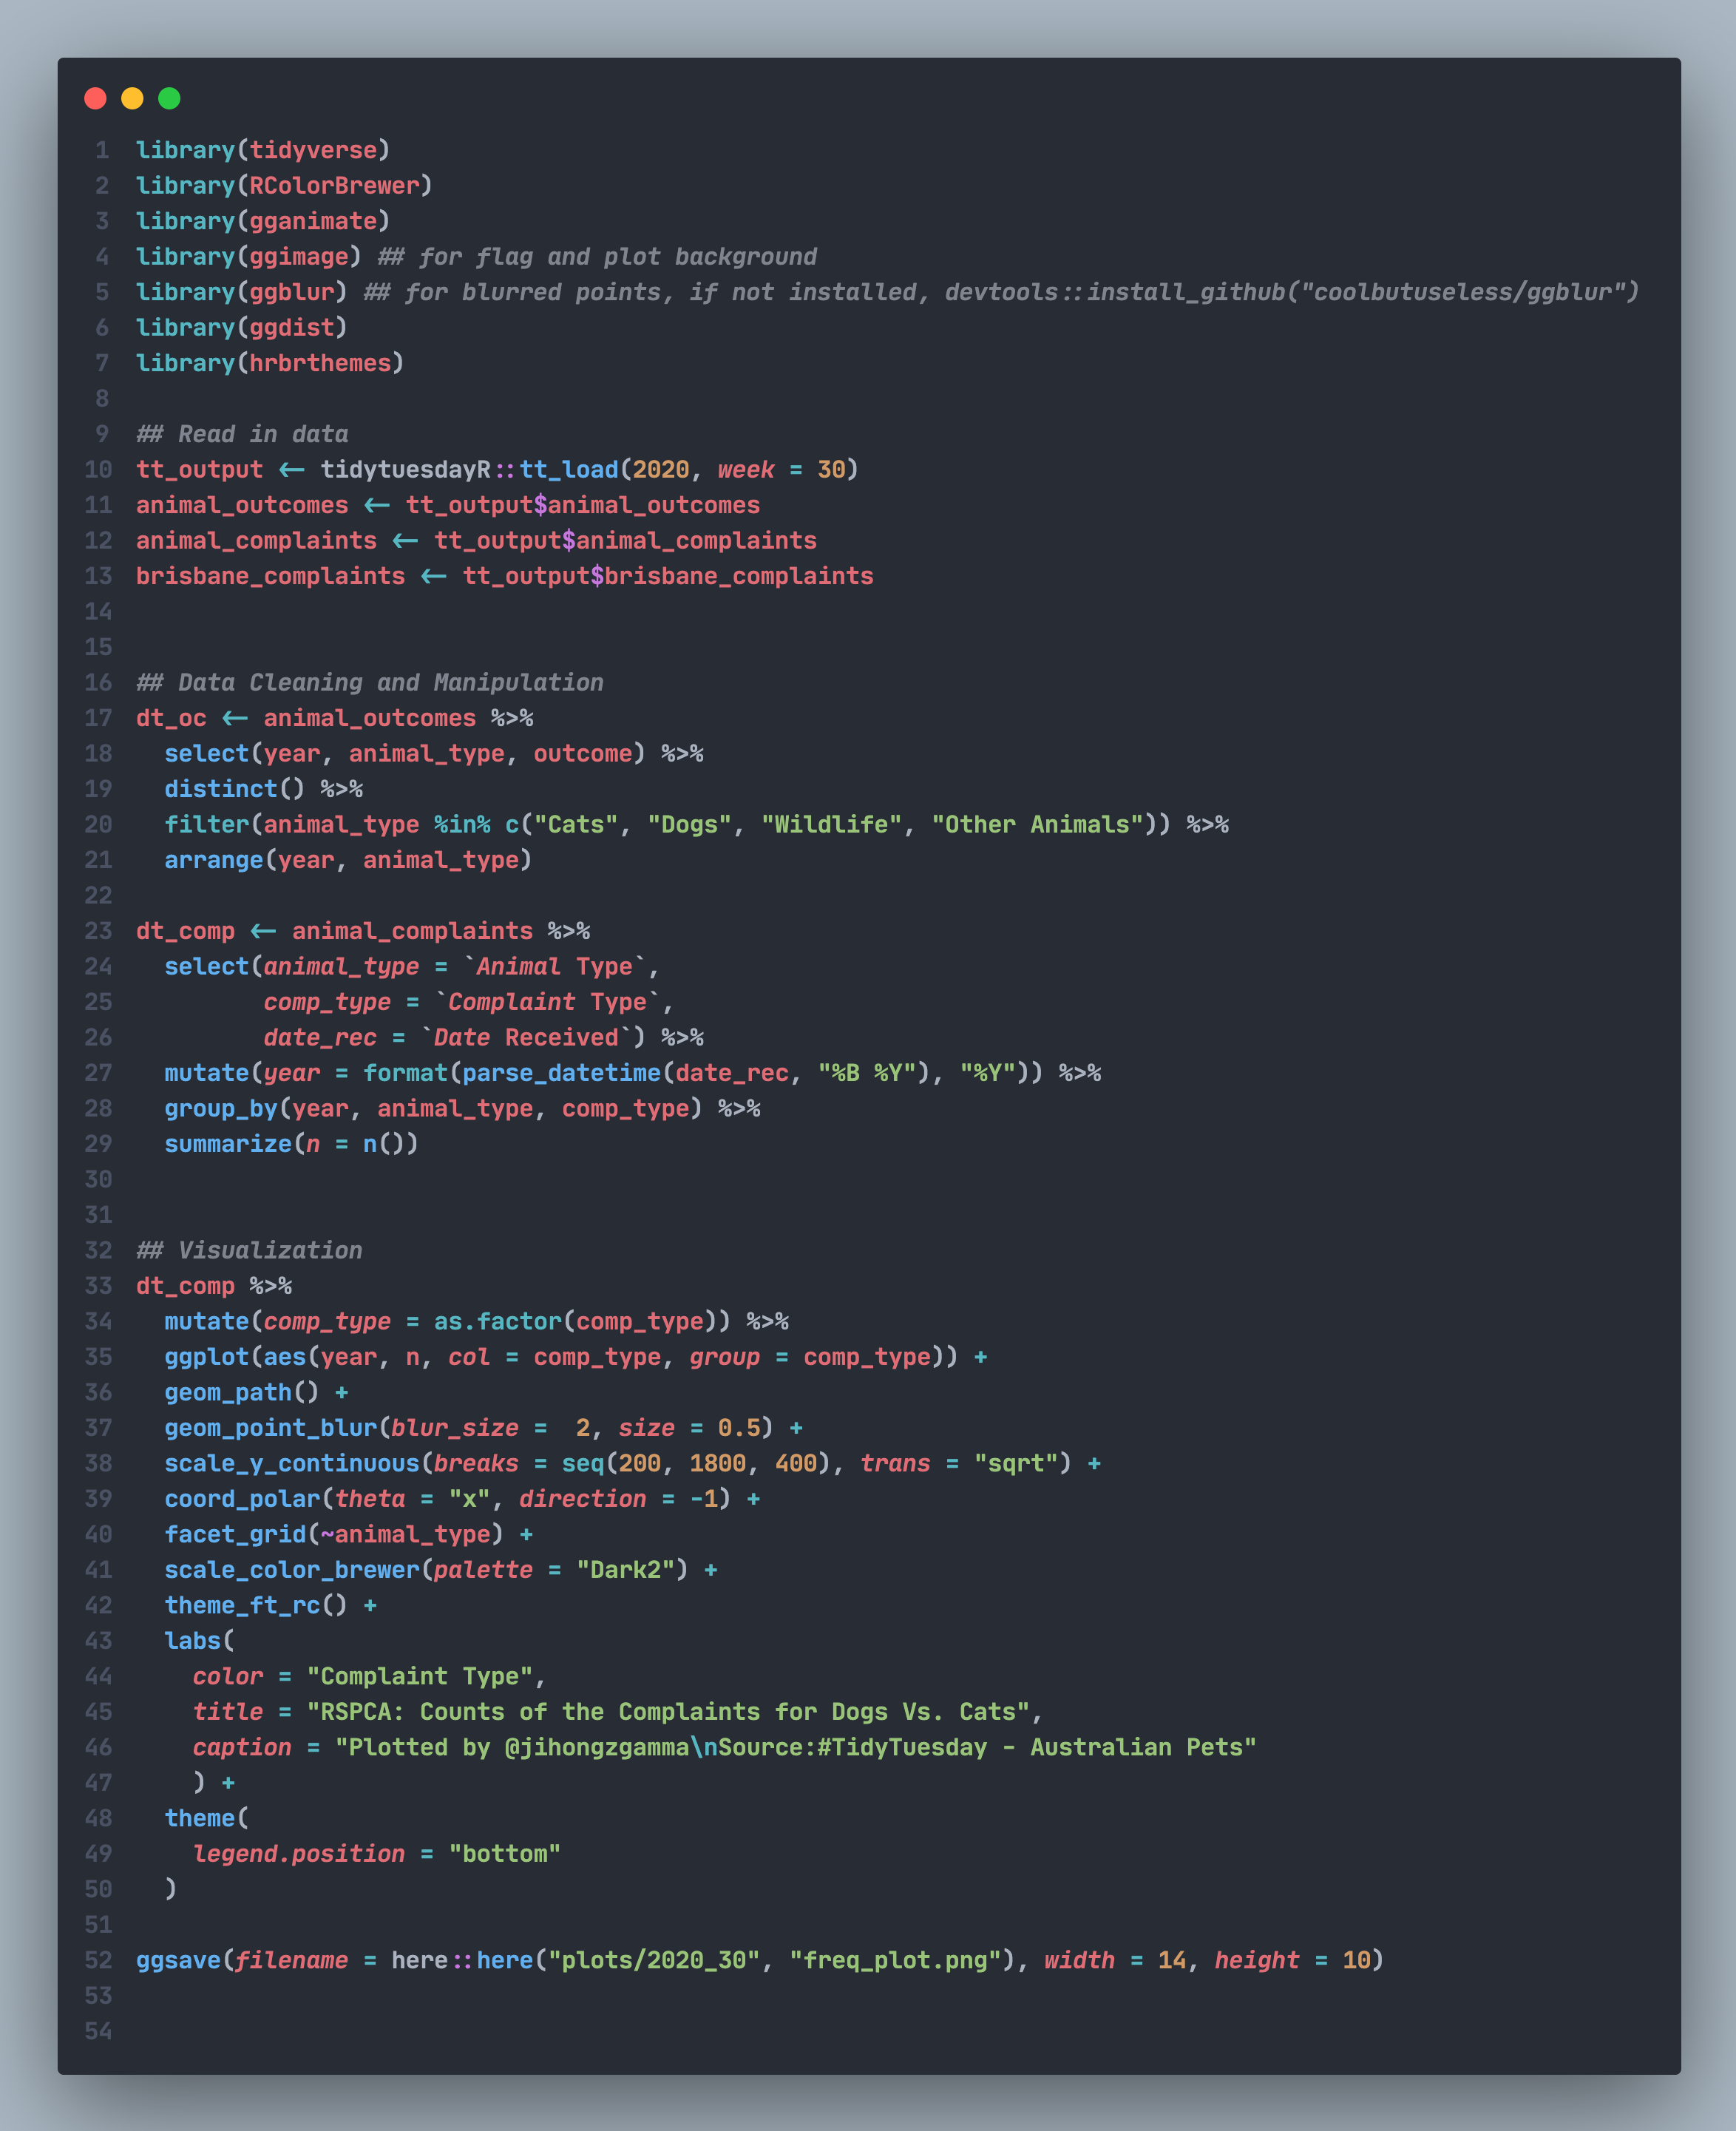 1 library(tidyverse)
2 library(RColorBrewer)
3 library(gganimate)
4 library(ggimage) ## for flag and plot background
5 library(ggblur) ## for blurred points, if not installed, devtools::install_github("coolbutuseless/ggblur")
6 library(ggdist)
7 library(hrbrthemes)
8
9 ## Read in data
10 tt_output <- tidytuesdayR::tt_load(2020, week = 30)
11 animal_outcomes <- tt_output$animal_outcomes
12 animal_complaints <- tt_output$animal_complaints
13 brisbane_complaints <- tt_output$brisbane_complaints
14
15
16 ## Data Cleaning and Manipulation
17 dt_oc <- animal_outcomes %>%
18   select(year, animal_type, outcome) %>%
19   distinct() %>%
20   filter(animal_type %in% c("Cats", "Dogs", "Wildlife", "Other Animals")) %>%
21   arrange(year, animal_type)
22
23 dt_comp <- animal_complaints %>%
24   select(animal_type = `Animal Type`,
25          comp_type = `Complaint Type`,
26          date_rec = `Date Received`) %>%
27   mutate(year = format(parse_datetime(date_rec, "%B %Y"), "%Y")) %>%
28   group_by(year, animal_type, comp_type) %>%
29   summarize(n = n())
30
31
32 ## Visualization
33 dt_comp %>%
34   mutate(comp_type = as.factor(comp_type)) %>%
35   ggplot(aes(year, n, col = comp_type, group = comp_type)) +
36   geom_path() +
37   geom_point_blur(blur_size =  2, size = 0.5) +
38   scale_y_continuous(breaks = seq(200, 1800, 400), trans = "sqrt") +
39   coord_polar(theta = "x", direction = -1) +
40   facet_grid(~animal_type) +
41   scale_color_brewer(palette = "Dark2") +
42   theme_ft_rc() +
43   labs(
44     color = "Complaint Type",
45     title = "RSPCA: Counts of the Complaints for Dogs Vs. Cats",
46     caption = "Plotted by @jihongzgamma\nSource:#TidyTuesday - Australian Pets"
47     ) +
48   theme(
49     legend.position = "bottom"
50   )
51
52 ggsave(filename = here::here("plots/2020_30", "freq_plot.png"), width = 14, height = 10)
53
54